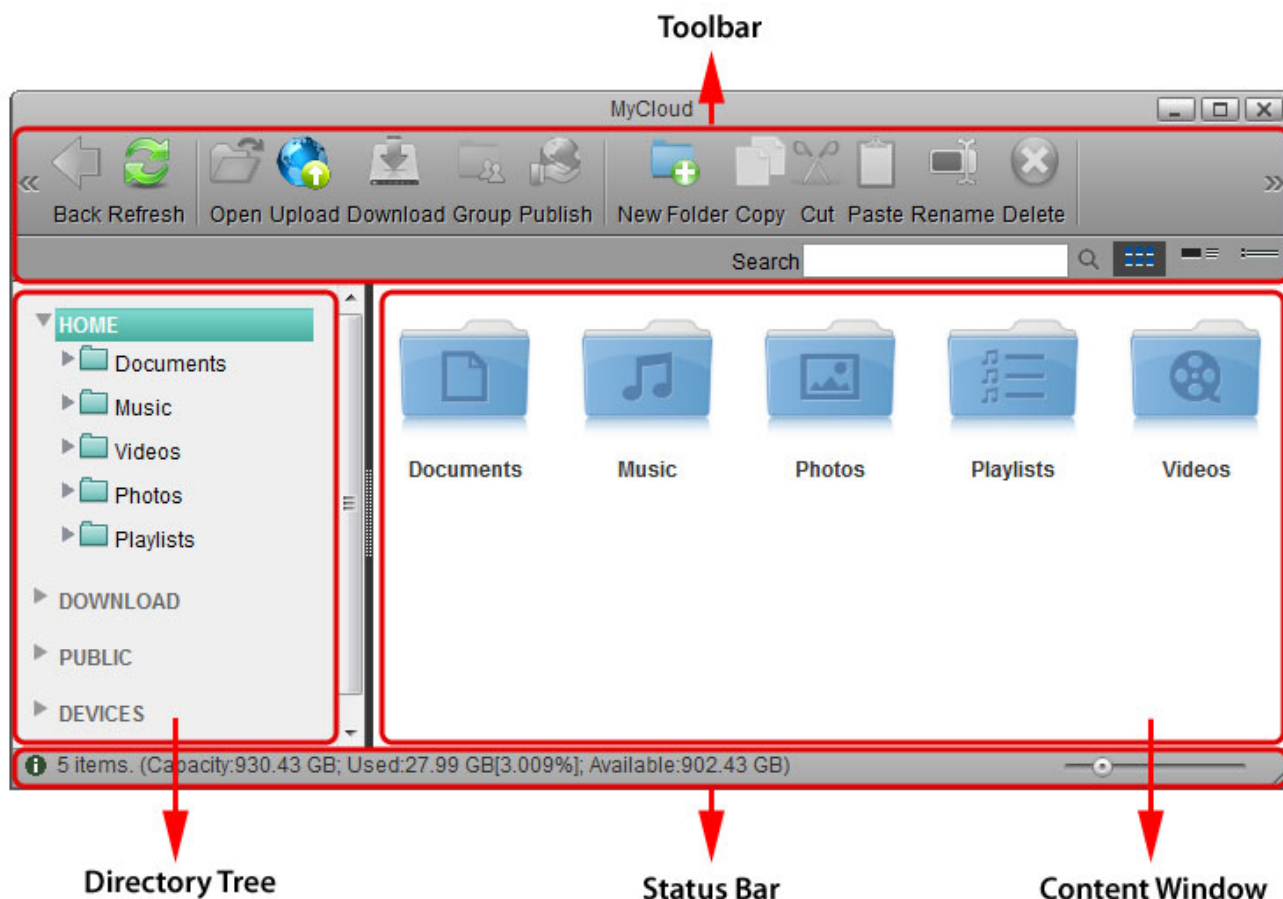 Toolbar
MyCloud
Back Refresh Open Upload Download Group Publish New Folder Copy Cut Paste Rename Delete
Search
HOME
Documents
Music
Videos
Photos
Playlists
DOWNLOAD
PUBLIC
DEVICES
Documents Music Photos Playlists Videos
5 items. (Capacity:930.43 GB; Used:27.99 GB[3.009%]; Available:902.43 GB)
Directory Tree Status Bar Content Window